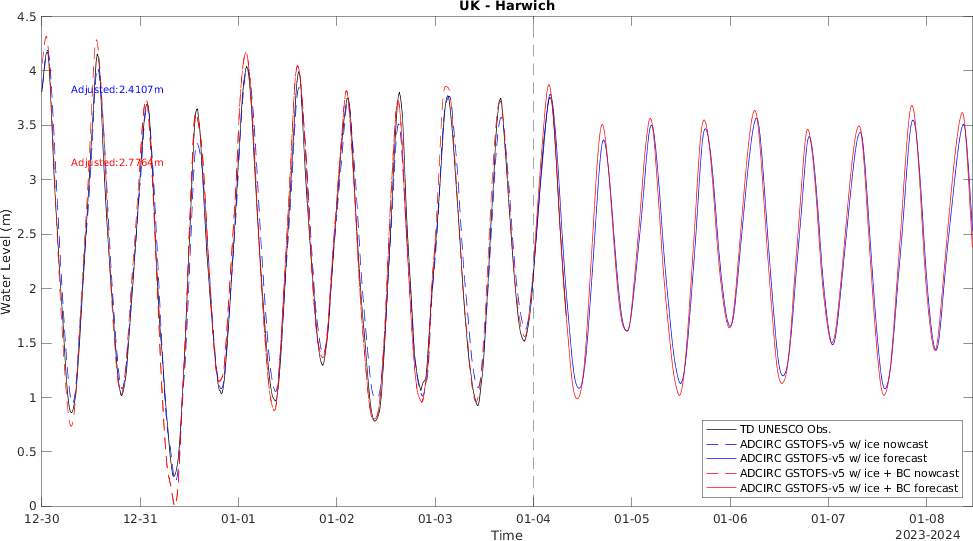 UK - Harwich
4.5
4
3.5
3
2.5
2
1.5
1
0.5
0
Water Level (m)
Adjusted:2.4107m
Adjusted:2.7764m
TD UNESCO Obs.
ADCIRC GSTOFS-v5 w/ ice nowcast
ADCIRC GSTOFS-v5 w/ ice forecast
ADCIRC GSTOFS-v5 w/ ice + BC nowcast
ADCIRC GSTOFS-v5 w/ ice + BC forecast
12-30 12-31 01-01 01-02 01-03 01-04 01-05 01-06 01-07 01-08
Time
2023-2024